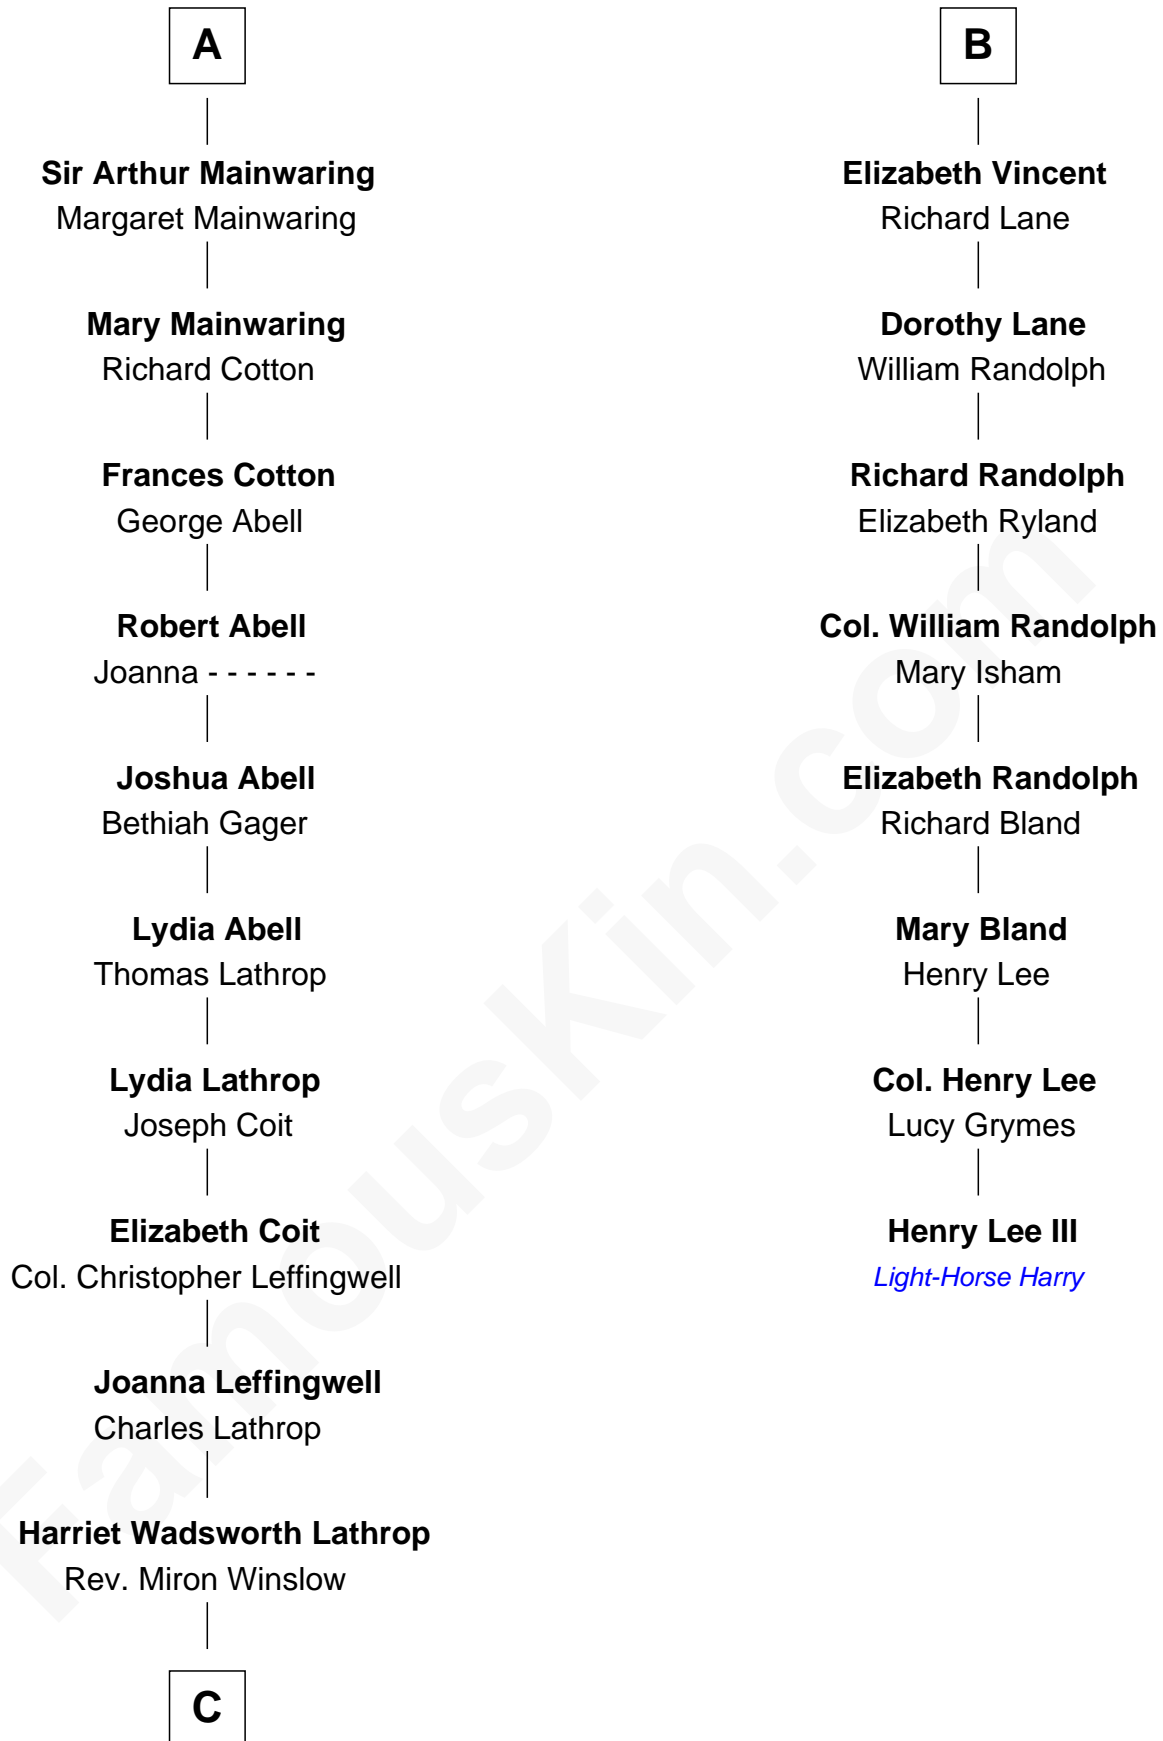 A
Sir Arthur Mainwaring
Margaret Mainwaring
Mary Mainwaring
Richard Cotton
Frances Cotton
George Abell
Robert Abell
Joanna - - - - - -
Joshua Abell
Bethiah Gager
Lydia Abell
Thomas Lathrop
Lydia Lathrop
Joseph Coit
Elizabeth Coit
Col. Christopher Leffingwell
Joanna Leffingwell
Charles Lathrop
Harriet Wadsworth Lathrop
Rev. Miron Winslow
C
B
Elizabeth Vincent
Richard Lane
Dorothy Lane
William Randolph
Richard Randolph
Elizabeth Ryland
Col. William Randolph
Mary Isham
Elizabeth Randolph
Richard Bland
Mary Bland
Henry Lee
Col. Henry Lee
Lucy Grymes
Henry Lee III
Light-Horse Harry
FamousKin.com